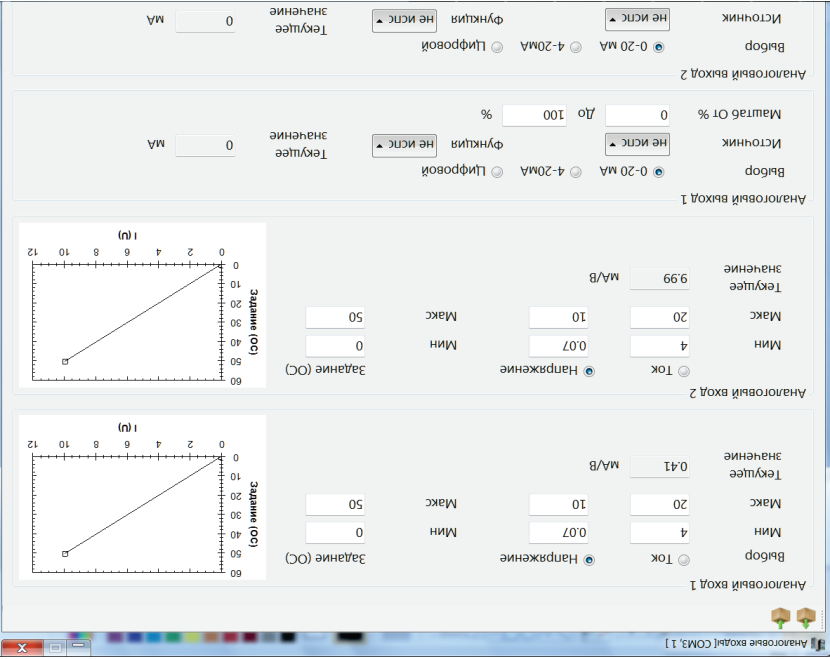 Аналоговые входы[ COM3, 1 ]
Аналоговый вход 1
Выбор Ток Напряжение Задание (ОС)
Мин 4 0.07 Мин 0
Макс 20 10 Макс 50
Текущее значение 0.41 мА/В
Задание (ОС)
60
50
40
30
20
10
0
0 2 4 6 8 10 12
I (U)
Аналоговый вход 2
Ток Напряжение Задание (ОС)
Мин 4 0.07 Мин 0
Макс 20 10 Макс 50
Текущее значение 9.99 мА/В
Задание (ОС)
60
50
40
30
20
10
0
0 2 4 6 8 10 12
I (U)
Аналоговый выход 1
Выбор 0-20 мА 4-20мА Цифровой
Источник не испс Функция не испс Текущее значение 0 мА
Маштаб От % 0 До 100 %
Аналоговый выход 2
Выбор 0-20 мА 4-20мА Цифровой
Источник не испс Функция не испс Текущее значение 0 мА